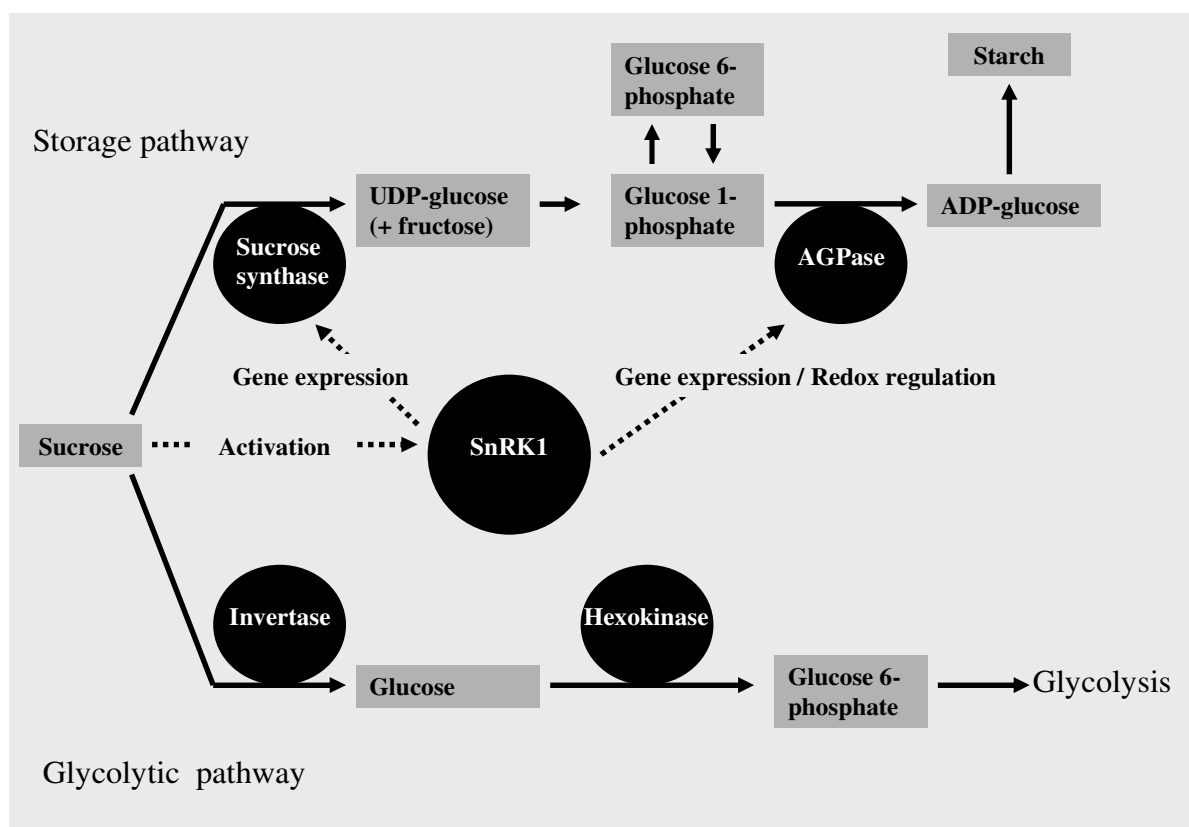 Glucose 6-
phosphate
Starch
Storage pathway
UDP-glucose
(+ fructose)
Glucose 1-
phosphate
ADP-glucose
Sucrose
synthase
AGPase
Gene expression
Gene expression / Redox regulation
Sucrose
Activation
SnRK1
Invertase
Hexokinase
Glucose
Glucose 6-
phosphate
Glycolysis
Glycolytic pathway